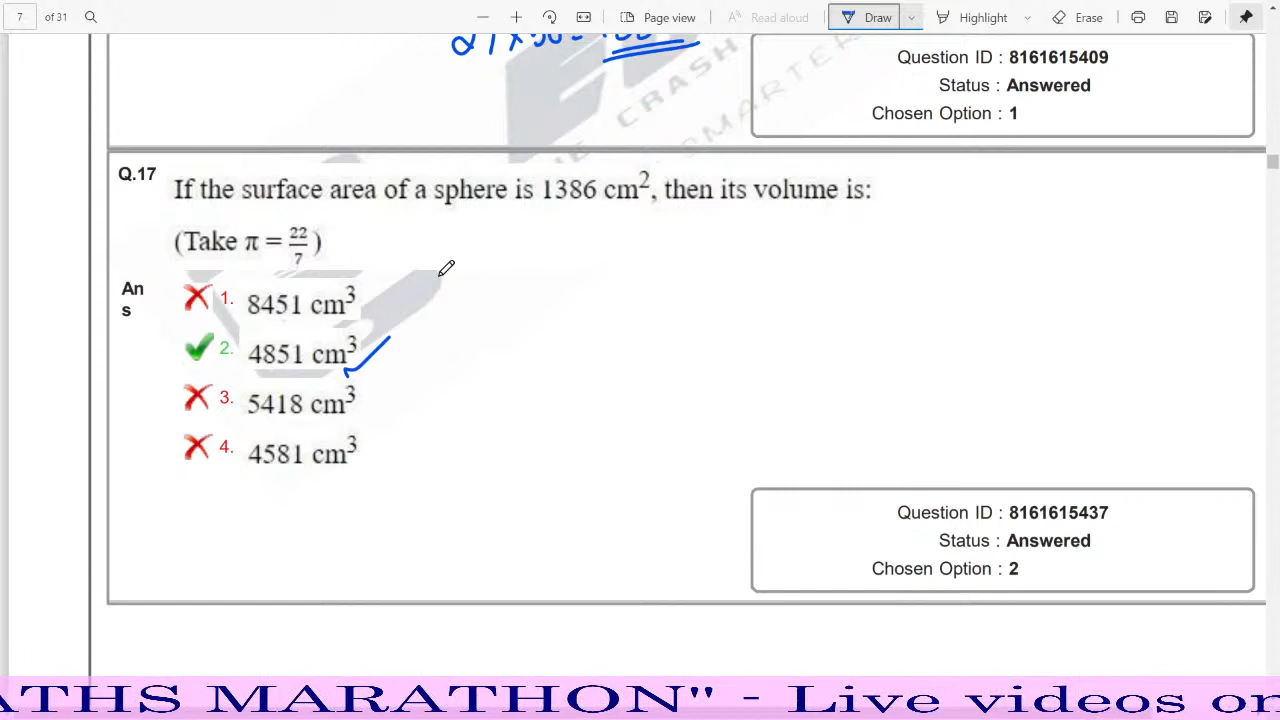 7 of 31 Page view Read aloud Draw Highlight Erase
Question ID : 8161615409
Status : Answered
Chosen Option : 1
Q.17 If the surface area of a sphere is 1386 cm², then its volume is:
(Take π = 22/7 )
Ans
1. 8451 cm³
2. 4851 cm³
3. 5418 cm³
4. 4581 cm³
Question ID : 8161615437
Status : Answered
Chosen Option : 2
ATHS MARATHON" - Live videos on